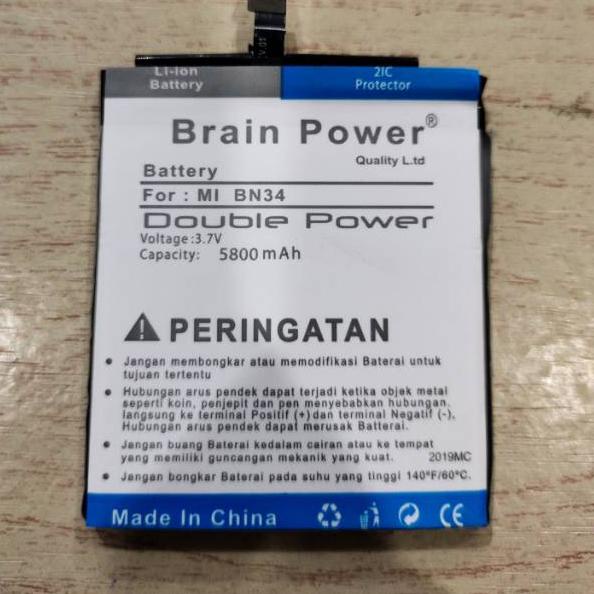 Li-Ion
Battery
2IC
Protector
Brain Power®
Quality L.td
Battery
For : MI BN34
Double Power
Voltage:3.7V
Capacity: 5800 mAh
PERINGATAN
• Jangan membongkar atau memodifikasi Baterai untuk
tujuan tertentu
• Hubungan arus pendek dapat terjadi ketika objek metal
seperti koin, penjepit dan pen menyebabkan hubungan
langsung ke terminal Positif (+) dan terminal Negatif (-).
Hubungan arus pendek dapat merusak Baterai.
• Jangan buang Baterai kedalam cairan atau ke tempat
yang memiliki guncangan mekanik yang kuat. 2019MC
• Jangan bongkar Baterai pada suhu yang tinggi 140°F/60°C.
Made In China CE